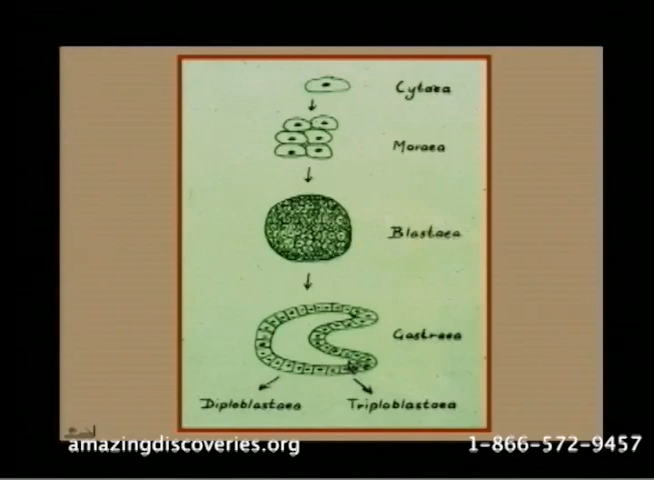 Cytaea
Moraea
Blastaea
Gastraea
Diploblastaea Triploblastaea
amazingdiscoveries.org 1-866-572-9457